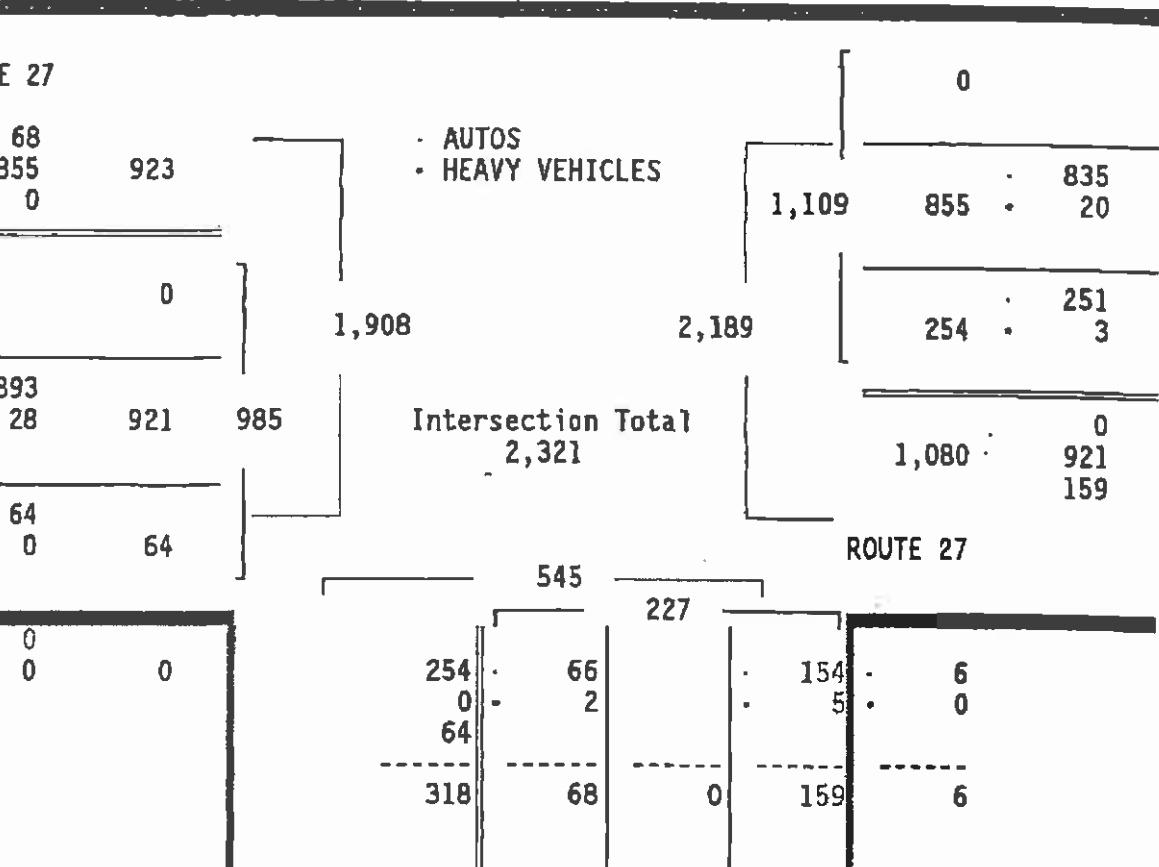 E 27
0
68
· AUTOS
355 923
· HEAVY VEHICLES
· 835
0
1,109 855 · 20
0
· 251
1,908 2,189 254 · 3
893
28 921 985 Intersection Total · 0
2,321 1,080 · 921
159
64
0 64 ROUTE 27
545
227
0
0 0 254 · 66 · 154 · 6
0 · 2 · 5 · 0
64
318 68 0 159 6